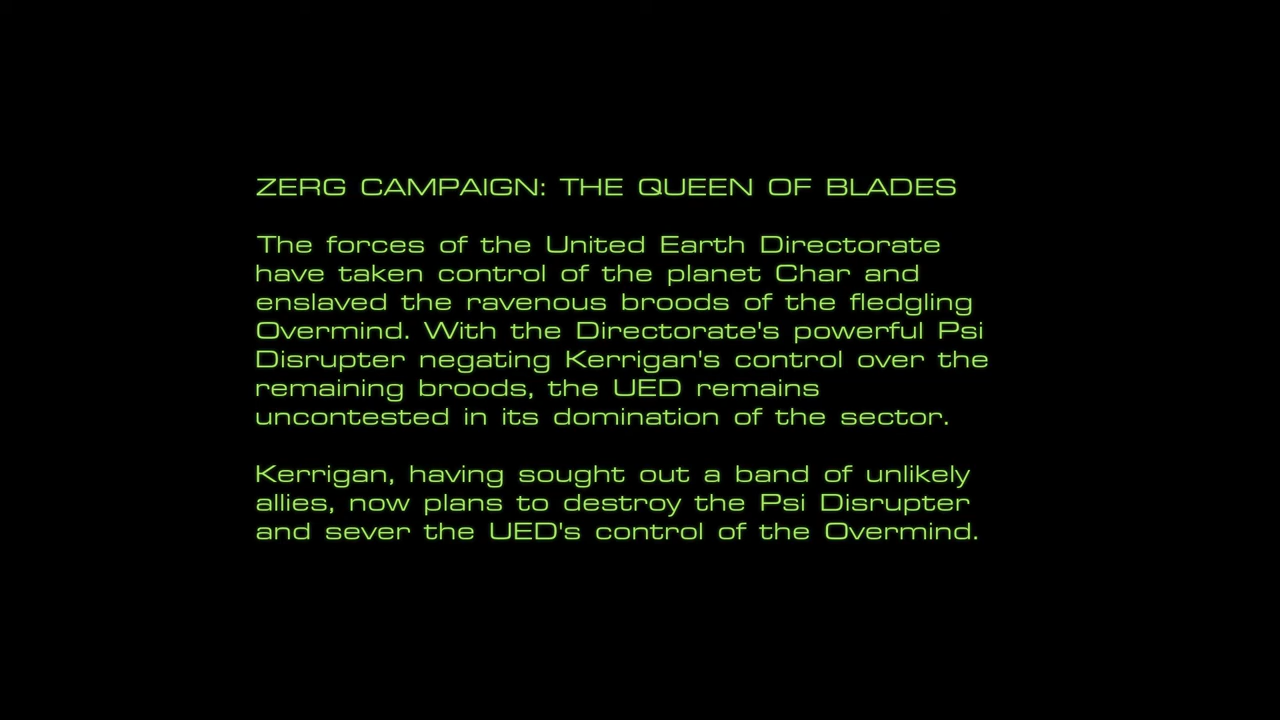 ZERG CAMPAIGN: THE QUEEN OF BLADES
The forces of the United Earth Directorate
have taken control of the planet Char and
enslaved the ravenous broods of the fledgling
Overmind. With the Directorate's powerful Psi
Disrupter negating Kerrigan's control over the
remaining broods, the UED remains
uncontested in its domination of the sector.
Kerrigan, having sought out a band of unlikely
allies, now plans to destroy the Psi Disrupter
and sever the UED's control of the Overmind.